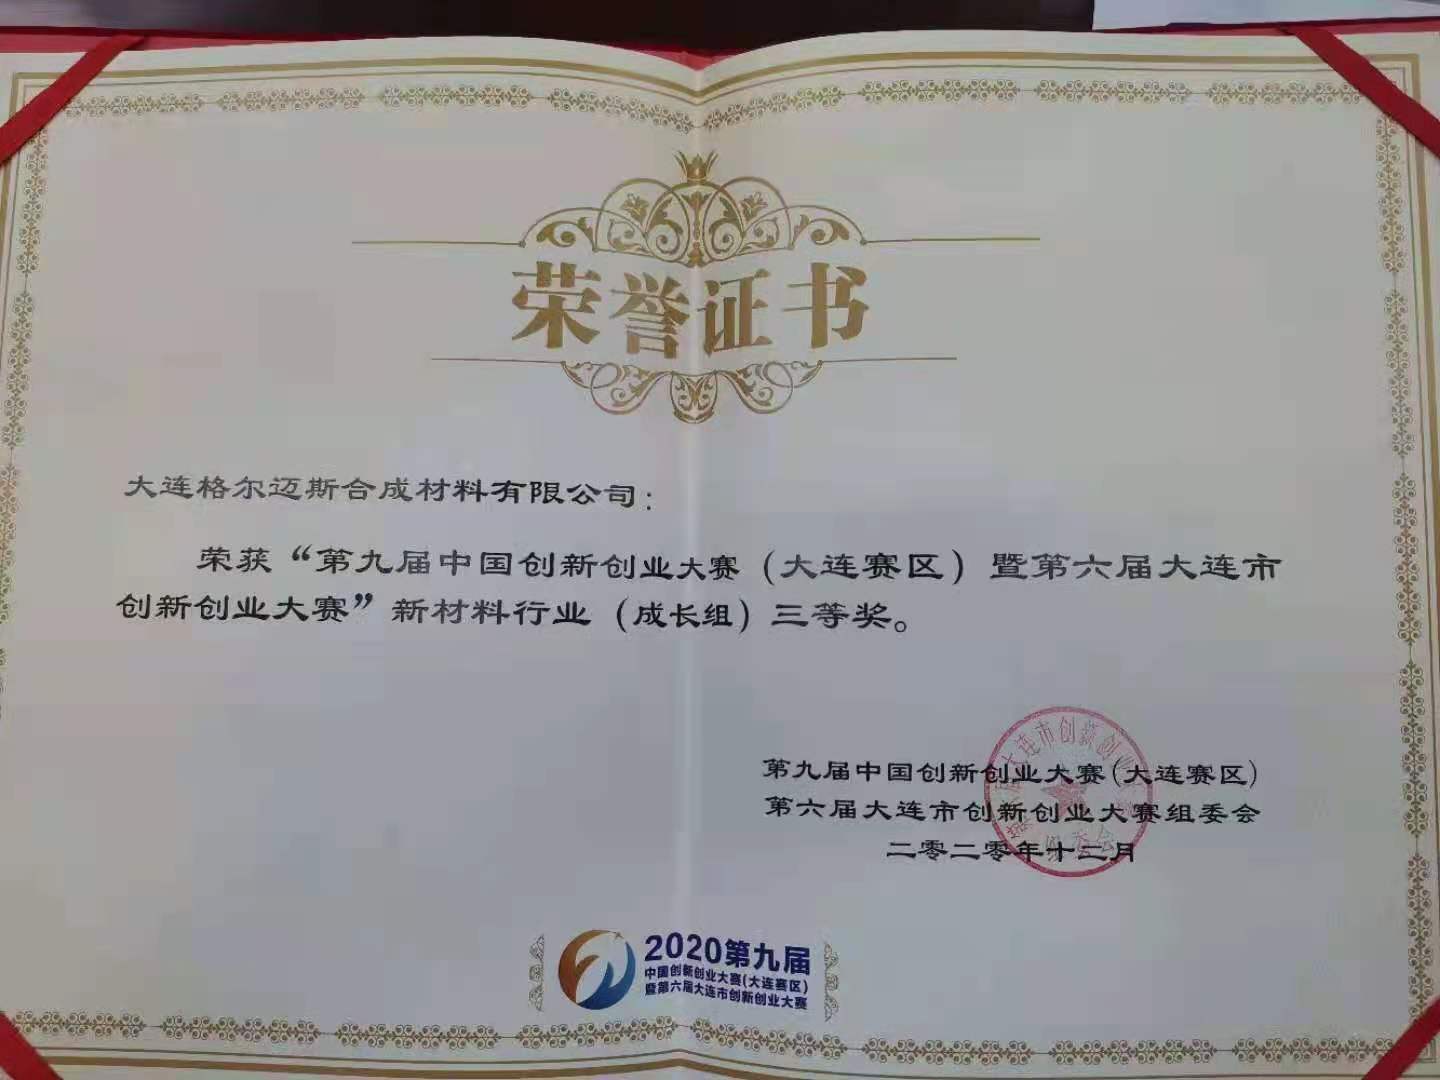 荣誉证书
大连格尔迈斯合成材料有限公司：
荣获“第九届中国创新创业大赛（大连赛区）暨第六届大连市
创新创业大赛”新材料行业（成长组）三等奖。
第九届中国创新创业大赛（大连赛区）
第六届大连市创新创业大赛组委会
二零二零年十二月
2020第九届
中国创新创业大赛(大连赛区)
暨第六届大连市创新创业大赛